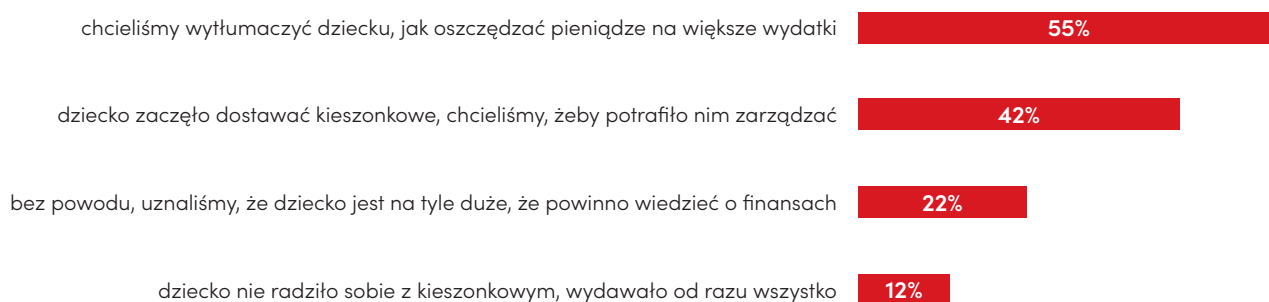 chcieliśmy wytłumaczyć dziecku, jak oszczędzać pieniądze na większe wydatki 55%
dziecko zaczęło dostawać kieszonkowe, chcieliśmy, żeby potrafiło nim zarządzać 42%
bez powodu, uznaliśmy, że dziecko jest na tyle duże, że powinno wiedzieć o finansach 22%
dziecko nie radziło sobie z kieszonkowym, wydawało od razu wszystko 12%